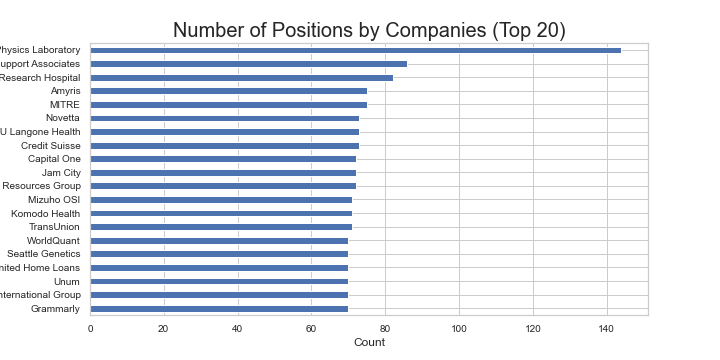 Number of Positions by Companies (Top 20)
Physics Laboratory
Support Associates
Research Hospital
Amyris
MITRE
Novetta
U Langone Health
Credit Suisse
Capital One
Jam City
Resources Group
Mizuho OSI
Komodo Health
TransUnion
WorldQuant
Seattle Genetics
nited Home Loans
Unum
nternational Group
Grammarly
0 20 40 60 80 100 120 140
Count